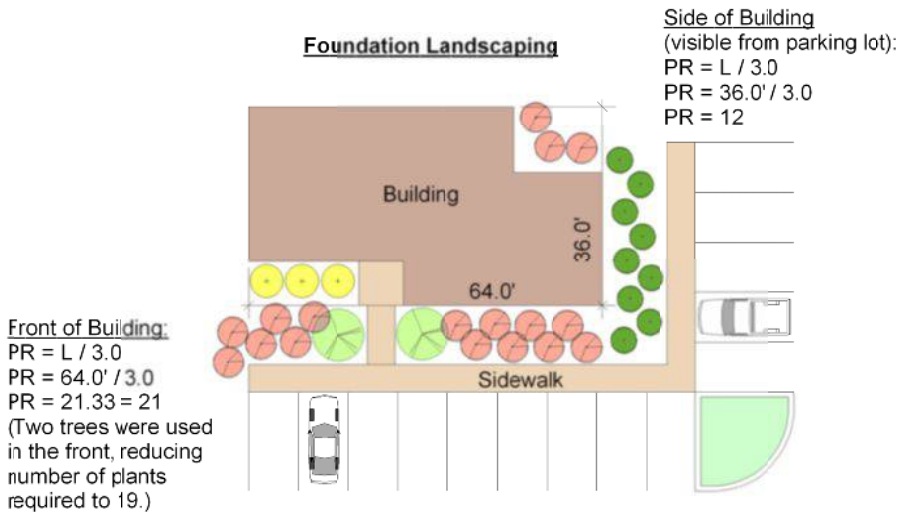 Foundation Landscaping
Side of Building
(visible from parking lot):
PR = L / 3.0
PR = 36.0' / 3.0
PR = 12
Building
36.0'
64.0'
Sidewalk
Front of Building:
PR = L / 3.0
PR = 64.0' / 3.0
PR = 21.33 = 21
(Two trees were used
in the front, reducing
number of plants
required to 19.)